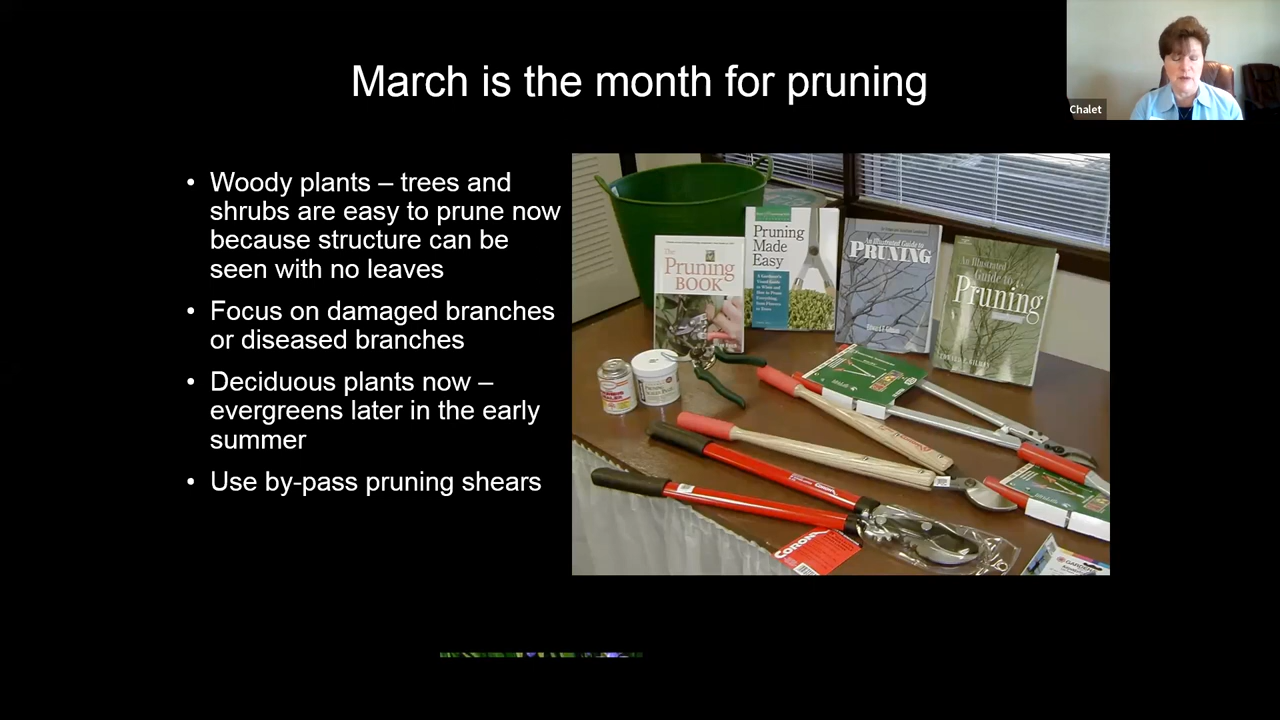 March is the month for pruning
Chalet
• Woody plants – trees and
shrubs are easy to prune now
because structure can be
seen with no leaves
• Focus on damaged branches
or diseased branches
• Deciduous plants now –
evergreens later in the early
summer
• Use by-pass pruning shears
The
Pruning
BOOK
Pruning
Made
Easy
An Illustrated Guide to
PRUNING
An Illustrated
Guide to
Pruning
CORONA